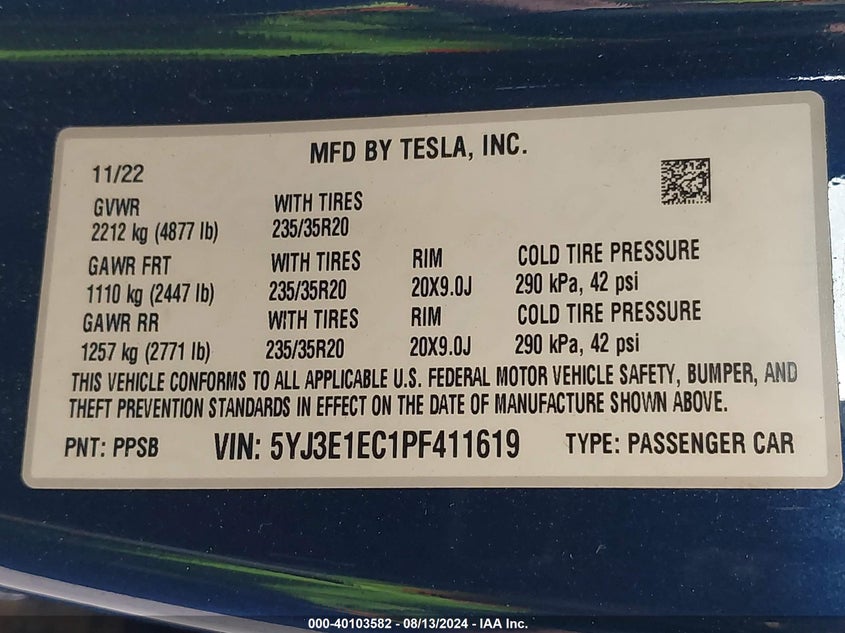 MFD BY TESLA, INC.
11/22
GVWR WITH TIRES
2212 kg (4877 lb) 235/35R20
GAWR FRT WITH TIRES RIM COLD TIRE PRESSURE
1110 kg (2447 lb) 235/35R20 20X9.0J 290 kPa, 42 psi
GAWR RR WITH TIRES RIM COLD TIRE PRESSURE
1257 kg (2771 lb) 235/35R20 20X9.0J 290 kPa, 42 psi
THIS VEHICLE CONFORMS TO ALL APPLICABLE U.S. FEDERAL MOTOR VEHICLE SAFETY, BUMPER, AND
THEFT PREVENTION STANDARDS IN EFFECT ON THE DATE OF MANUFACTURE SHOWN ABOVE.
PNT: PPSB VIN: 5YJ3E1EC1PF411619 TYPE: PASSENGER CAR
000-40103582 - 08/13/2024 - IAA Inc.